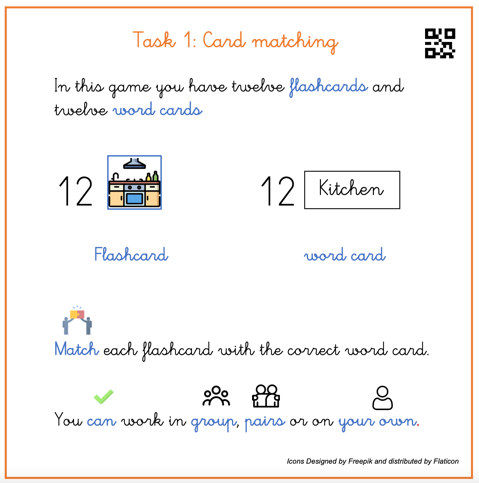 Task 1: Card matching
In this game you have twelve flashcards and
twelve word cards
12
12 Kitchen
Flashcard
word card
Match each flashcard with the correct word card.
You can work in group, pairs or on your own.
Icons Designed by Freepik and distributed by Flaticon